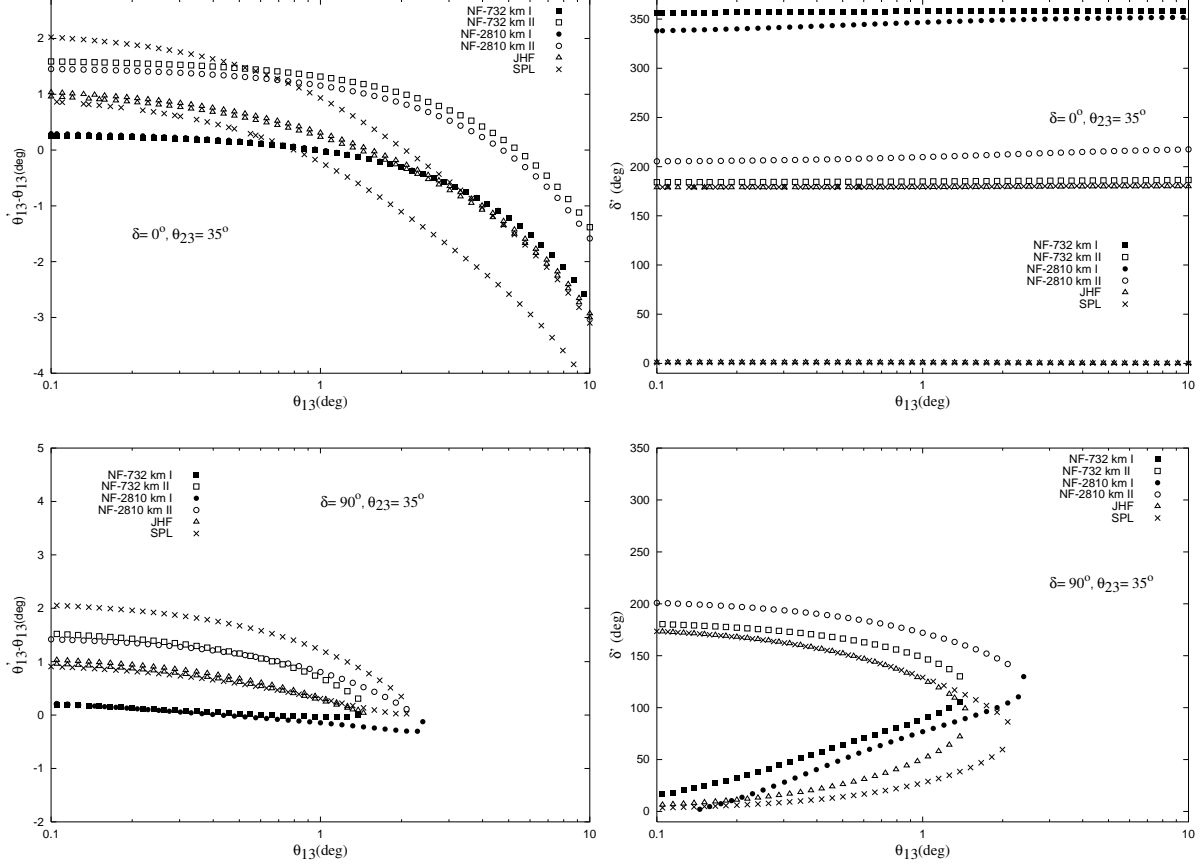 NF-732 km I
NF-732 km II
NF-2810 km I
NF-2810 km II
JHF
SPL
2
1
0
-1
-2
-3
-4
θ'13-θ13(deg)
δ= 0°, θ23= 35°
0.1
1
10
θ13(deg)
350
300
250
200
150
100
50
0
δ' (deg)
δ= 0°, θ23= 35°
NF-732 km I
NF-732 km II
NF-2810 km I
NF-2810 km II
JHF
SPL
0.1
1
10
θ13(deg)
5
4
3
2
1
0
-1
-2
θ'13-θ13(deg)
NF-732 km I
NF-732 km II
NF-2810 km I
NF-2810 km II
JHF
SPL
δ= 90°, θ23= 35°
0.1
1
10
θ13(deg)
350
300
250
200
150
100
50
0
δ' (deg)
NF-732 km I
NF-732 km II
NF-2810 km I
NF-2810 km II
JHF
SPL
δ= 90°, θ23= 35°
0.1
1
10
θ13(deg)